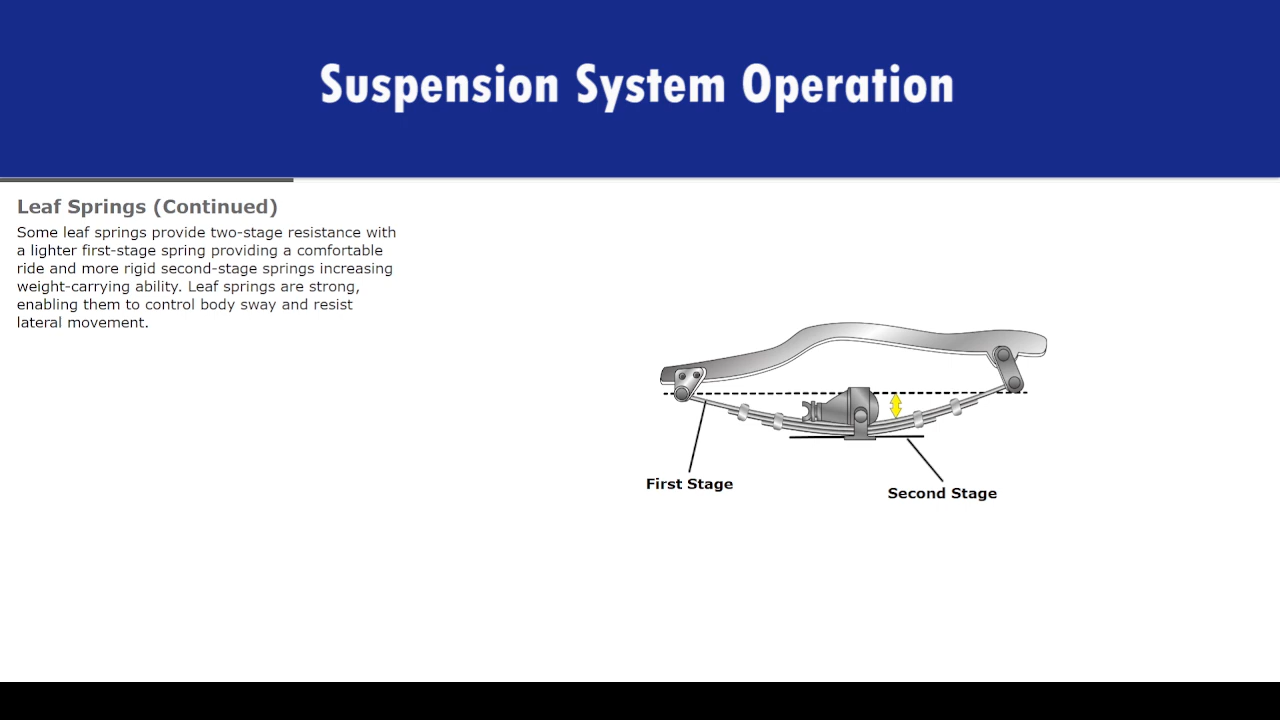 Suspension System Operation
Leaf Springs (Continued)
Some leaf springs provide two-stage resistance with
a lighter first-stage spring providing a comfortable
ride and more rigid second-stage springs increasing
weight-carrying ability. Leaf springs are strong,
enabling them to control body sway and resist
lateral movement.
First Stage
Second Stage